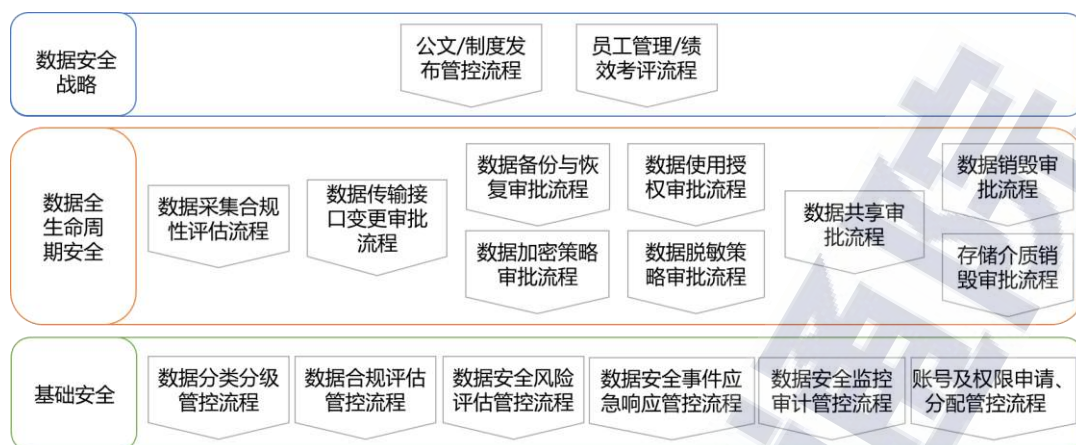 数据安全
战略
公文/制度发
布管控流程
员工管理/绩
效考评流程
数据全
生命周
期安全
数据采集合规
性评估流程
数据传输接
口变更审批
流程
数据备份与恢
复审批流程
数据加密策略
审批流程
数据使用授
权审批流程
数据脱敏策
略审批流程
数据共享审
批流程
数据销毁审
批流程
存储介质销
毁审批流程
基础安全
数据分类分级
管控流程
数据合规评估
管控流程
数据安全风险
评估管控流程
数据安全事件应
急响应管控流程
数据安全监控
审计管控流程
账号及权限申请、
分配管控流程